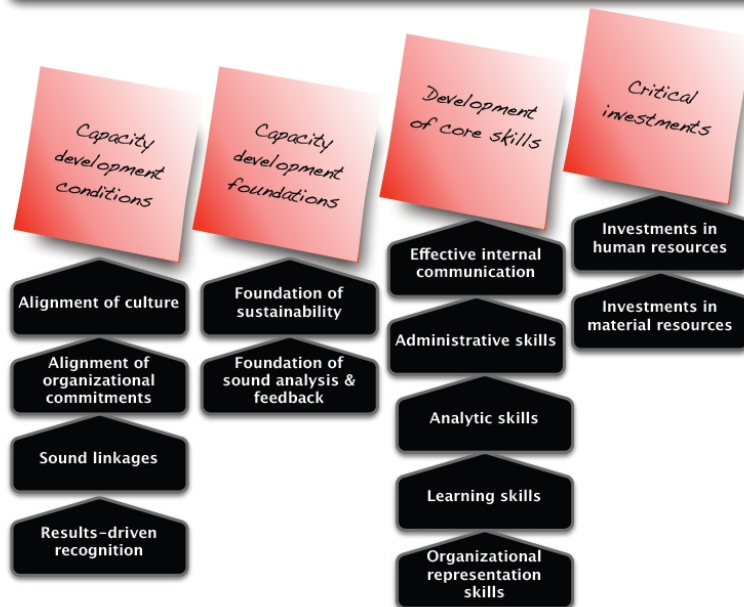 Capacity
development
conditions
Alignment of culture
Alignment of
organizational
commitments
Sound linkages
Results-driven
recognition
Capacity
development
foundations
Foundation of
sustainability
Foundation of
sound analysis &
feedback
Development
of core skills
Effective internal
communication
Administrative skills
Analytic skills
Learning skills
Organizational
representation
skills
Critical
investments
Investments in
human resources
Investments in
material resources